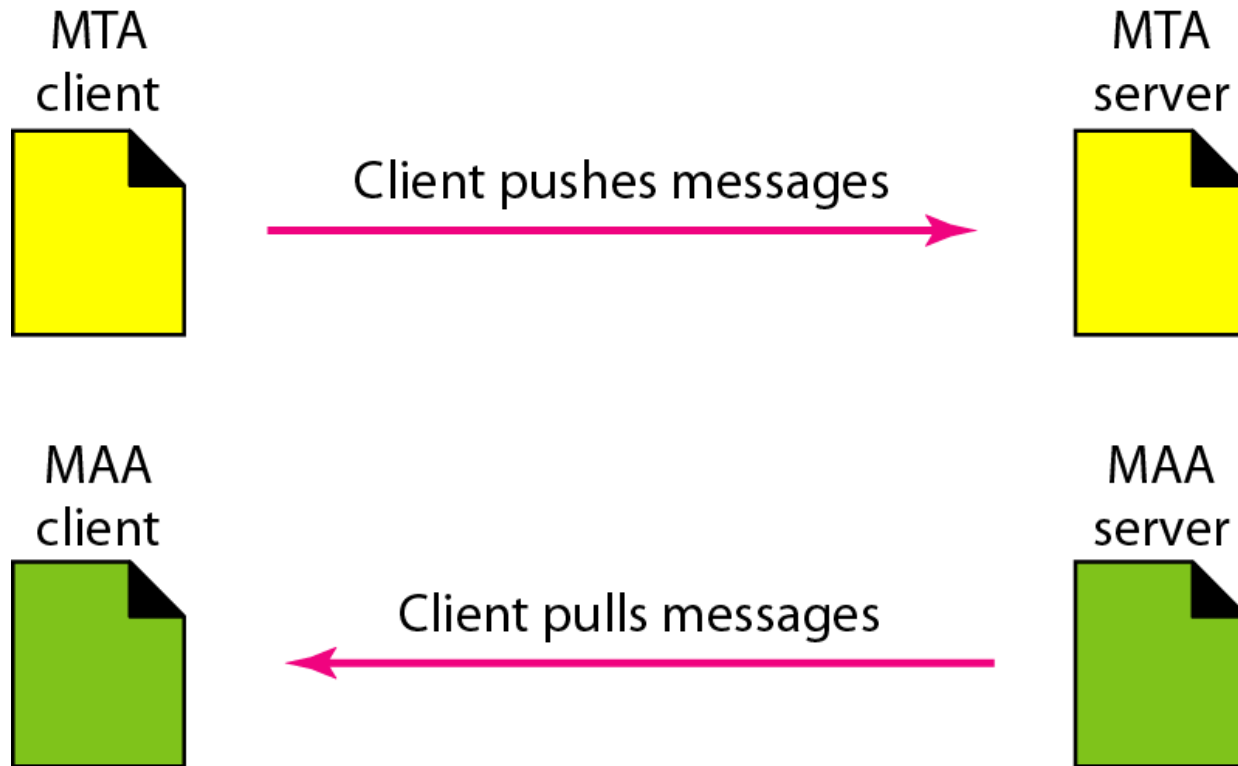 MTA
client
MTA
server
Client pushes messages
MAA
client
MAA
server
Client pulls messages